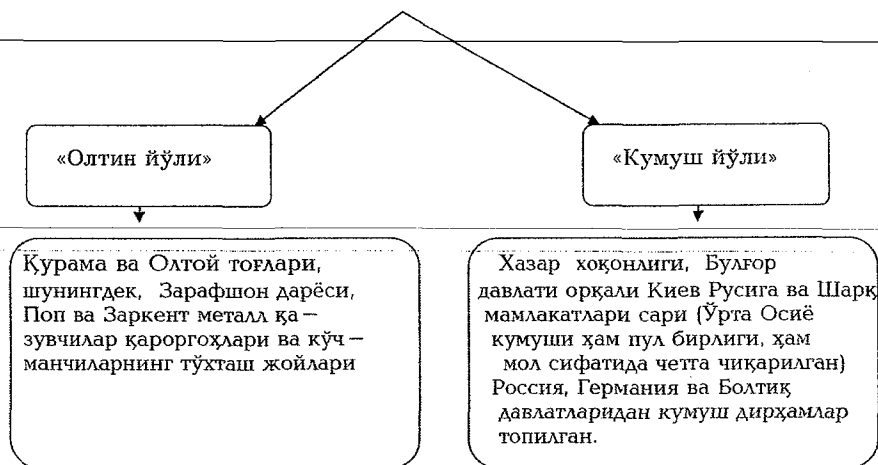 «Олтин йўли»
«Кумуш йўли»
Қурама ва Олтой тоғлари,
шунингдек, Зарафшон дарёси,
Поп ва Заркент металл қа–
зувчилар қароргоҳлари ва кўч–
манчиларнинг тўхташ жойлари
Хазар хоқонлиги, Булғор
давлати орқали Киев Русига ва Шарқ
мамлакатлари сари (Ўрта Осиё
кумуши ҳам пул бирлиги, ҳам
мол сифатида четга чиқарилган)
Россия, Германия ва Болтиқ
давлатларидан кумуш дирҳамлар
топилган.